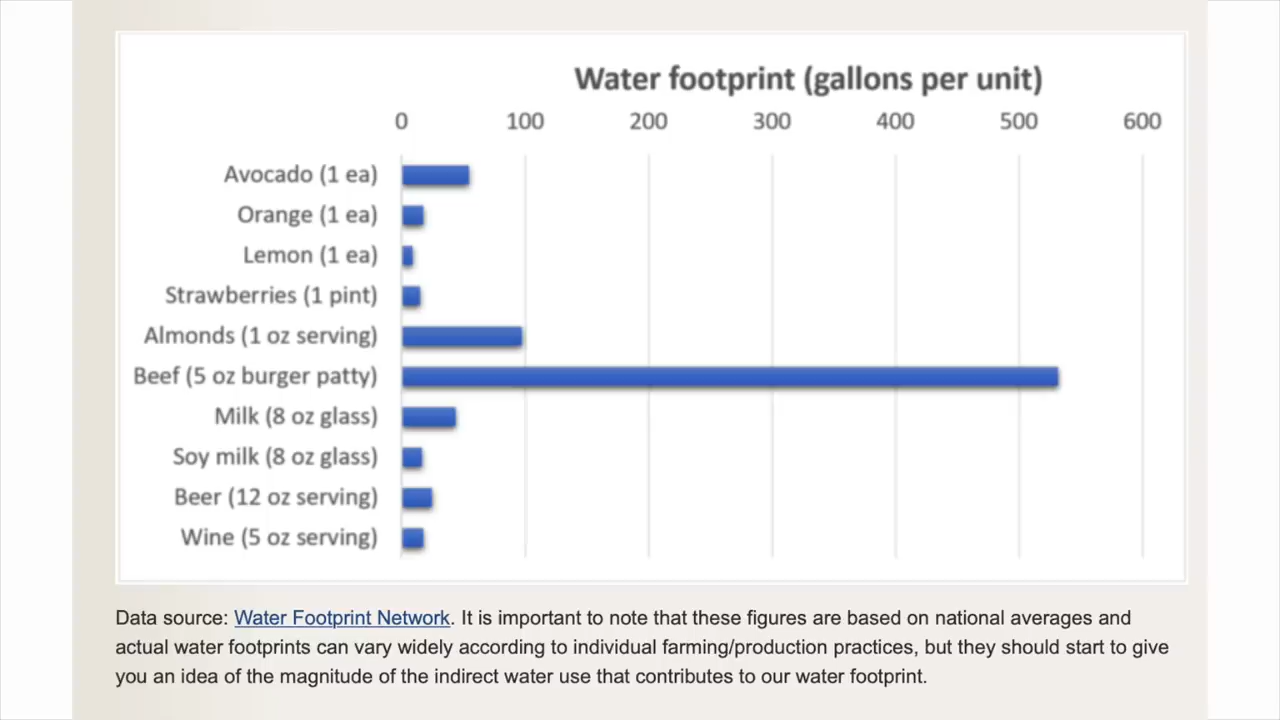 Water footprint (gallons per unit)
0 100 200 300 400 500 600
Avocado (1 ea)
Orange (1 ea)
Lemon (1 ea)
Strawberries (1 pint)
Almonds (1 oz serving)
Beef (5 oz burger patty)
Milk (8 oz glass)
Soy milk (8 oz glass)
Beer (12 oz serving)
Wine (5 oz serving)
Data source: Water Footprint Network. It is important to note that these figures are based on national averages and
actual water footprints can vary widely according to individual farming/production practices, but they should start to give
you an idea of the magnitude of the indirect water use that contributes to our water footprint.